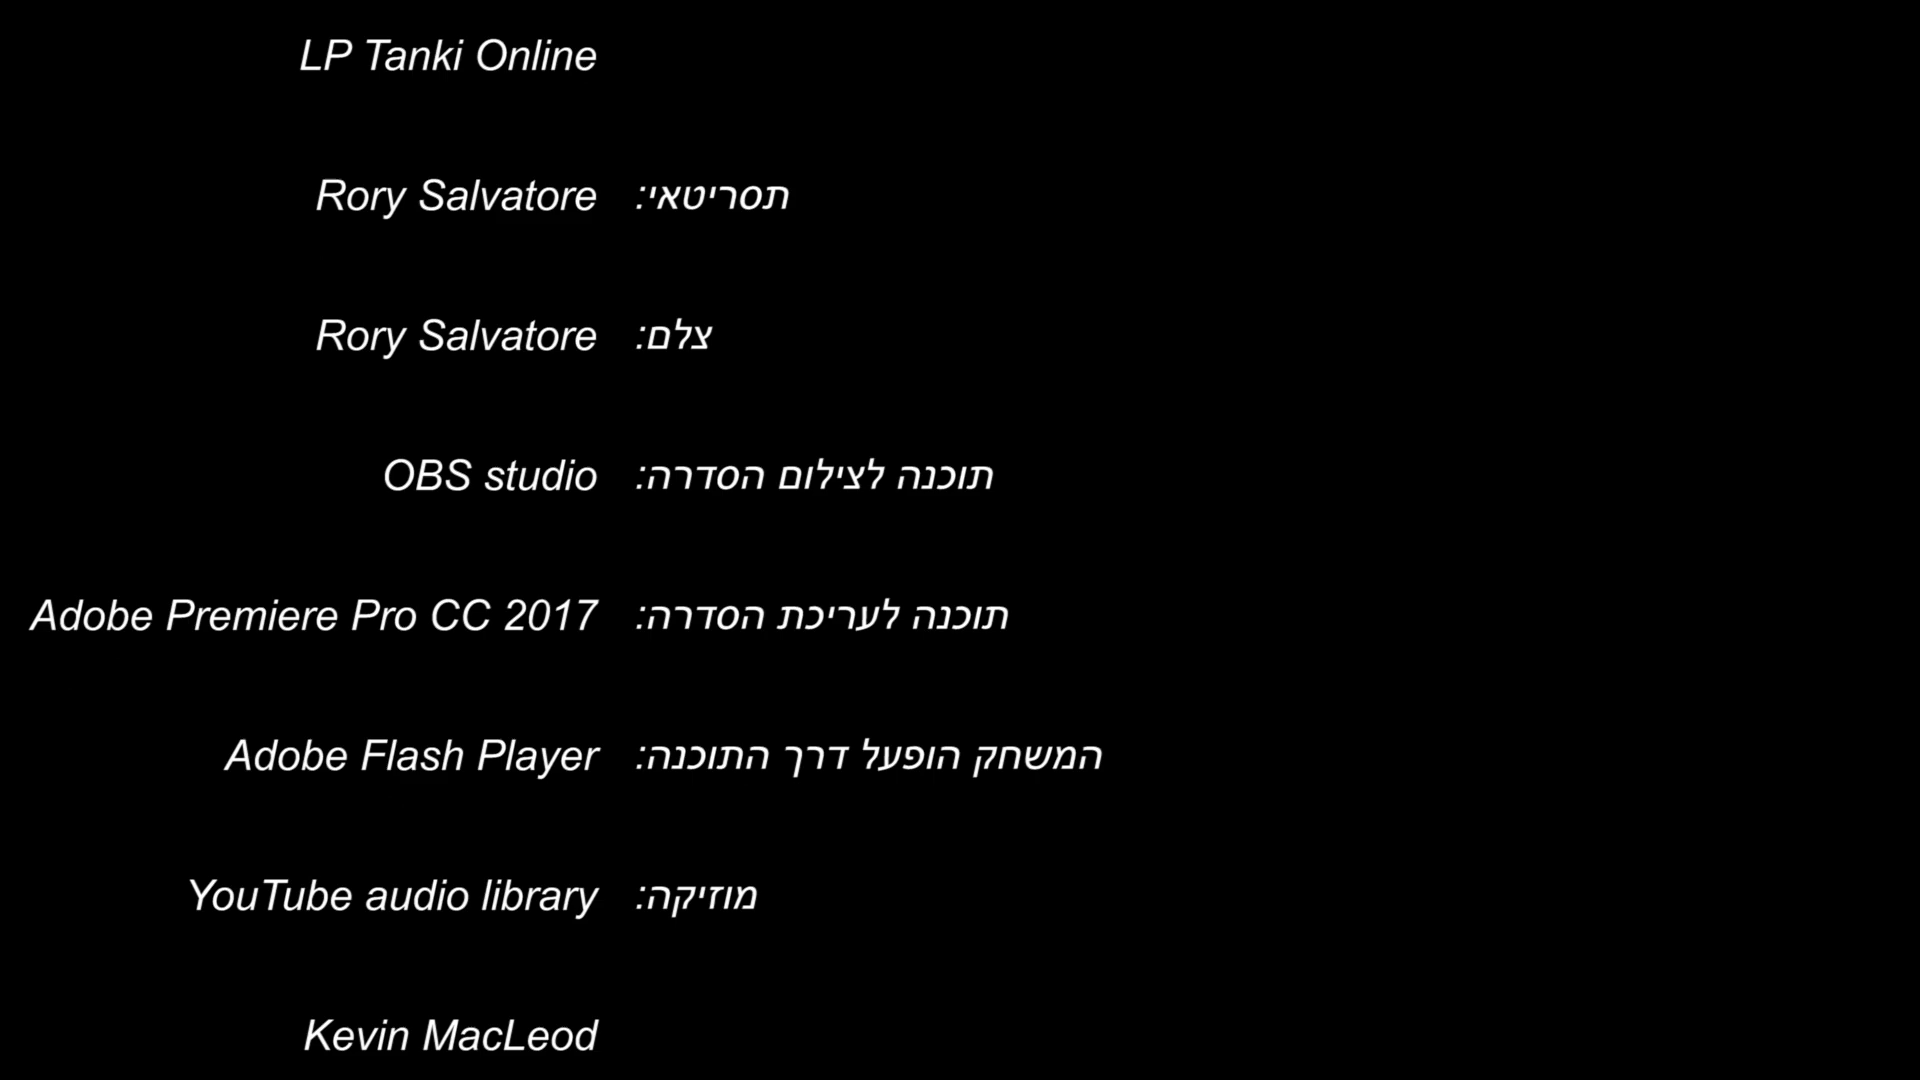 LP Tanki Online
תסריטאי: Rory Salvatore
צלם: Rory Salvatore
תוכנה לצילום הסדרה: OBS studio
תוכנה לעריכת הסדרה: Adobe Premiere Pro CC 2017
המשחק הופעל דרך התוכנה: Adobe Flash Player
מוזיקה: YouTube audio library
Kevin MacLeod